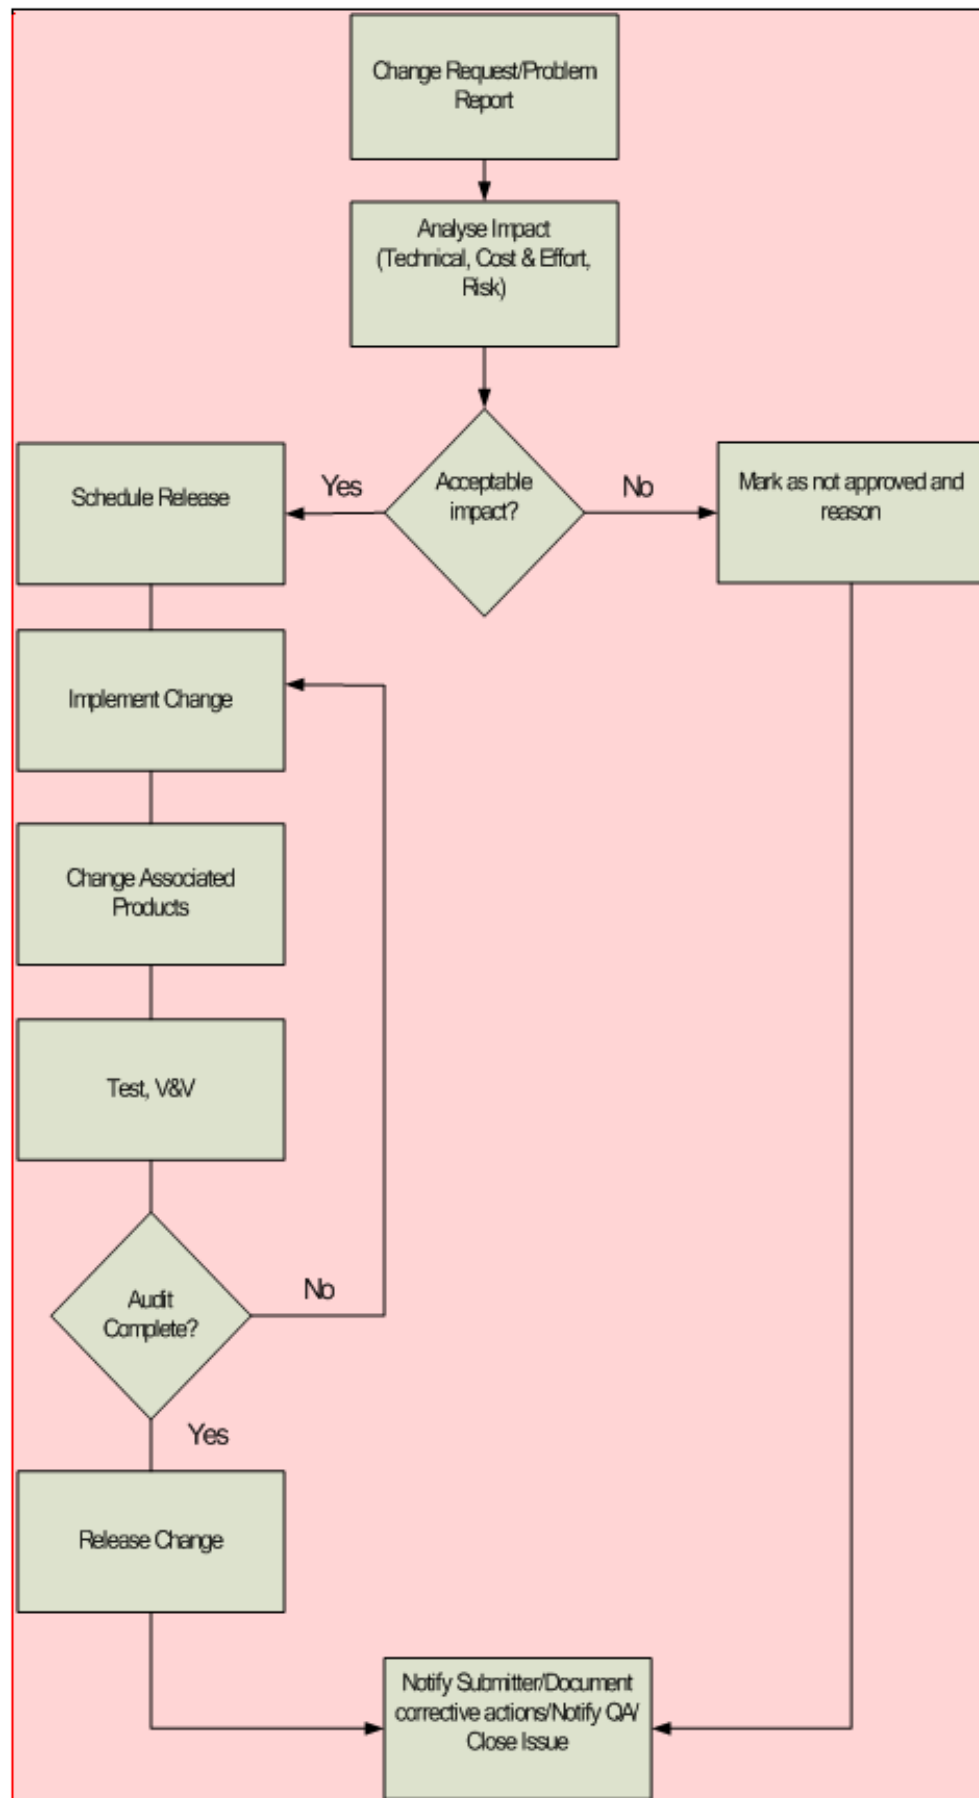 Change Request/Problem
Report
Analyse Impact
(Technical, Cost & Effort,
Risk)
Acceptable
impact?
Yes
No
Schedule Release
Mark as not approved and
reason
Implement Change
Change Associated
Products
Test, V&V
Audit
Complete?
No
Yes
Release Change
Notify Submitter/Document
corrective actions/Notify QA/
Close Issue